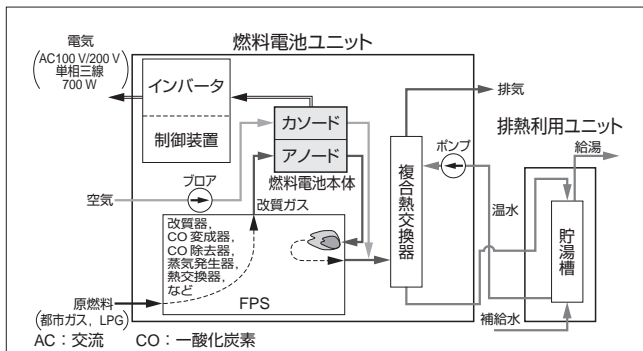 燃料電池ユニット
電気
(AC100 V/200 V
単相三線
700 W)
インバータ
制御装置
カソード
アノード
燃料電池本体
排気
排熱利用ユニット
ポンプ
給湯
複合熱交換器
温水
貯湯槽
補給水
ブロア
空気
改質ガス
改質器,
CO 変成器,
CO 除去器,
蒸気発生器,
熱交換器,
など
FPS
原燃料
(都市ガス, LPG)
AC:交流 CO:一酸化炭素